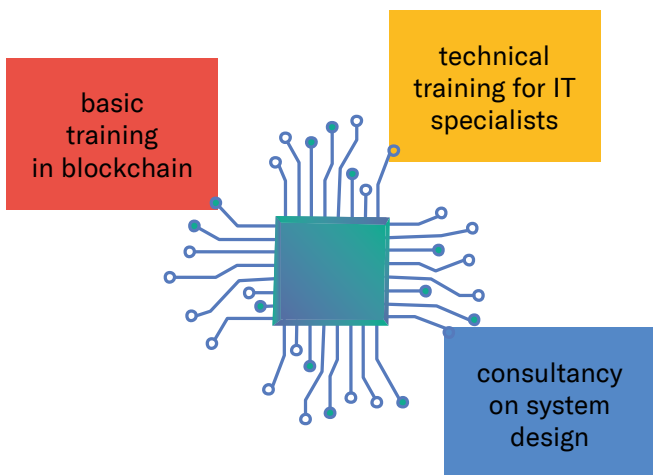 basic
training
in blockchain
technical
training for IT
specialists
consultancy
on system
design